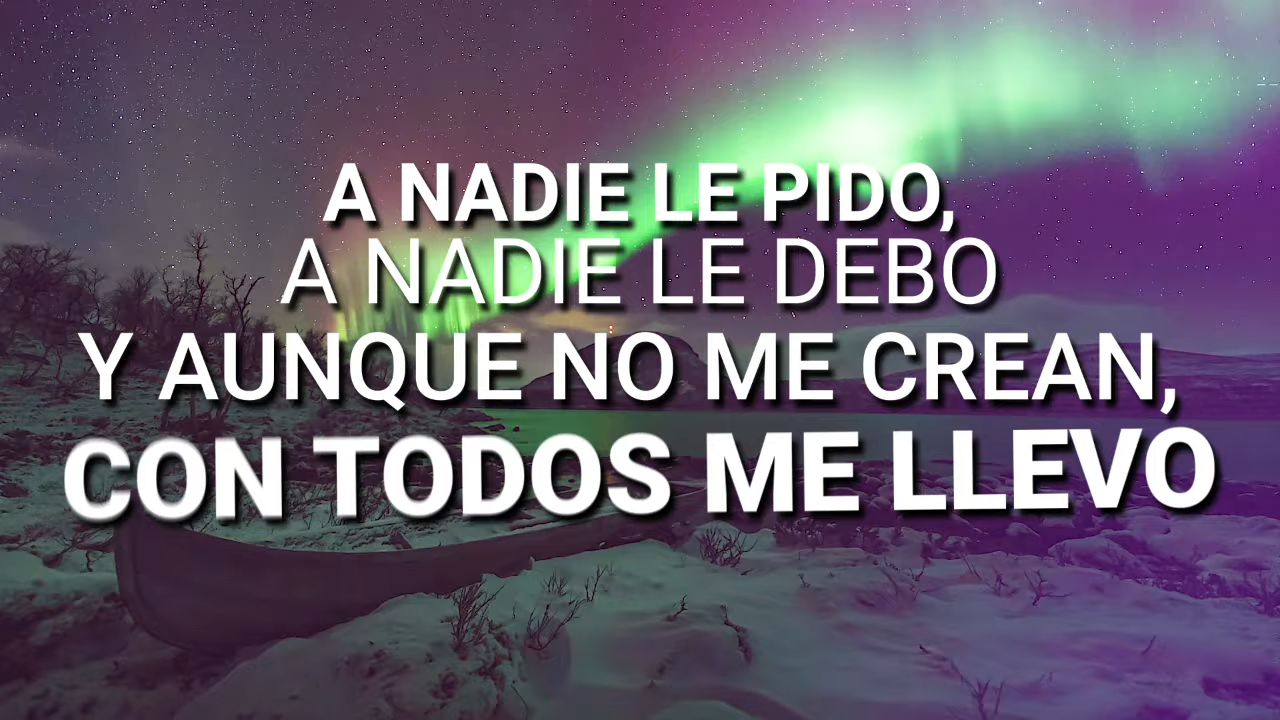 A NADIE LE PIDO,
A NADIE LE DEBO
Y AUNQUE NO ME CREAN,
CON TODOS ME LLEVO